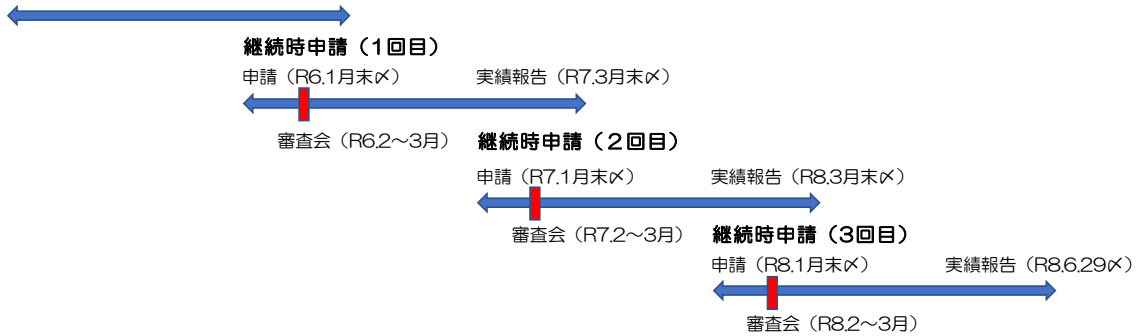 継続時申請（1回目）
申請（R6.1月末〆） 実績報告（R7.3月末〆）
審査会（R6.2～3月） 継続時申請（2回目）
申請（R7.1月末〆） 実績報告（R8.3月末〆）
審査会（R7.2～3月） 継続時申請（3回目）
申請（R8.1月末〆） 実績報告（R8.6.29〆）
審査会（R8.2～3月）